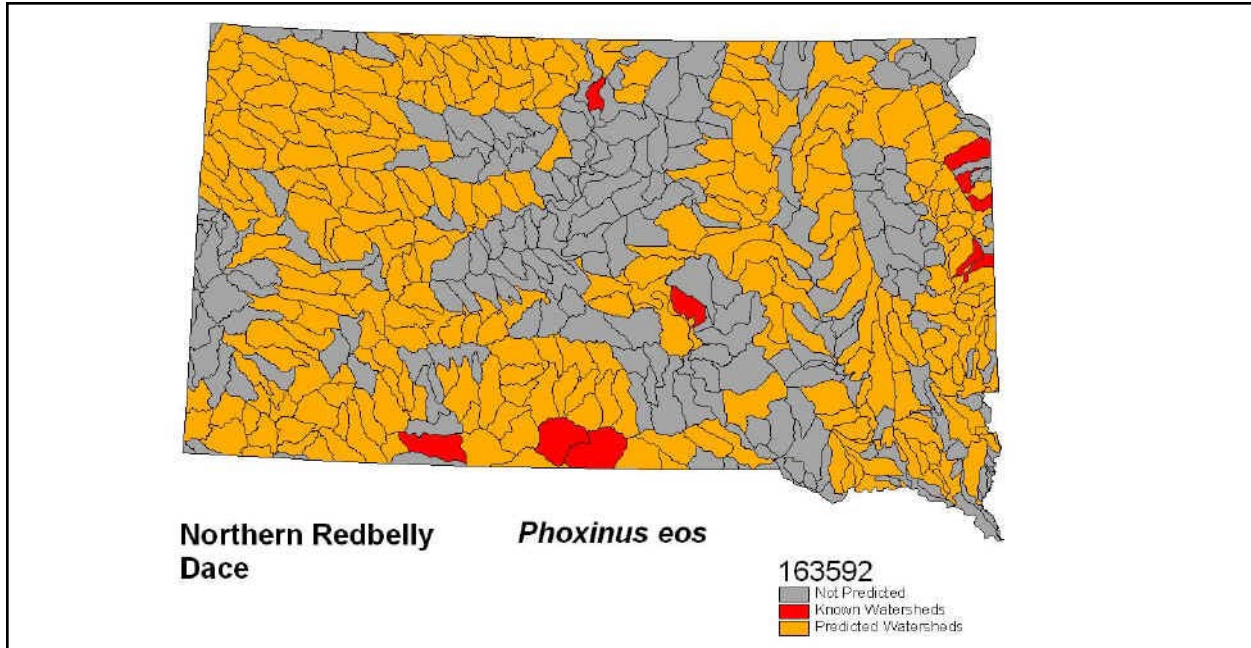 Northern Redbelly
Dace
Phoxinus eos
163592
Not Predicted
Known Watersheds
Predicted Watersheds